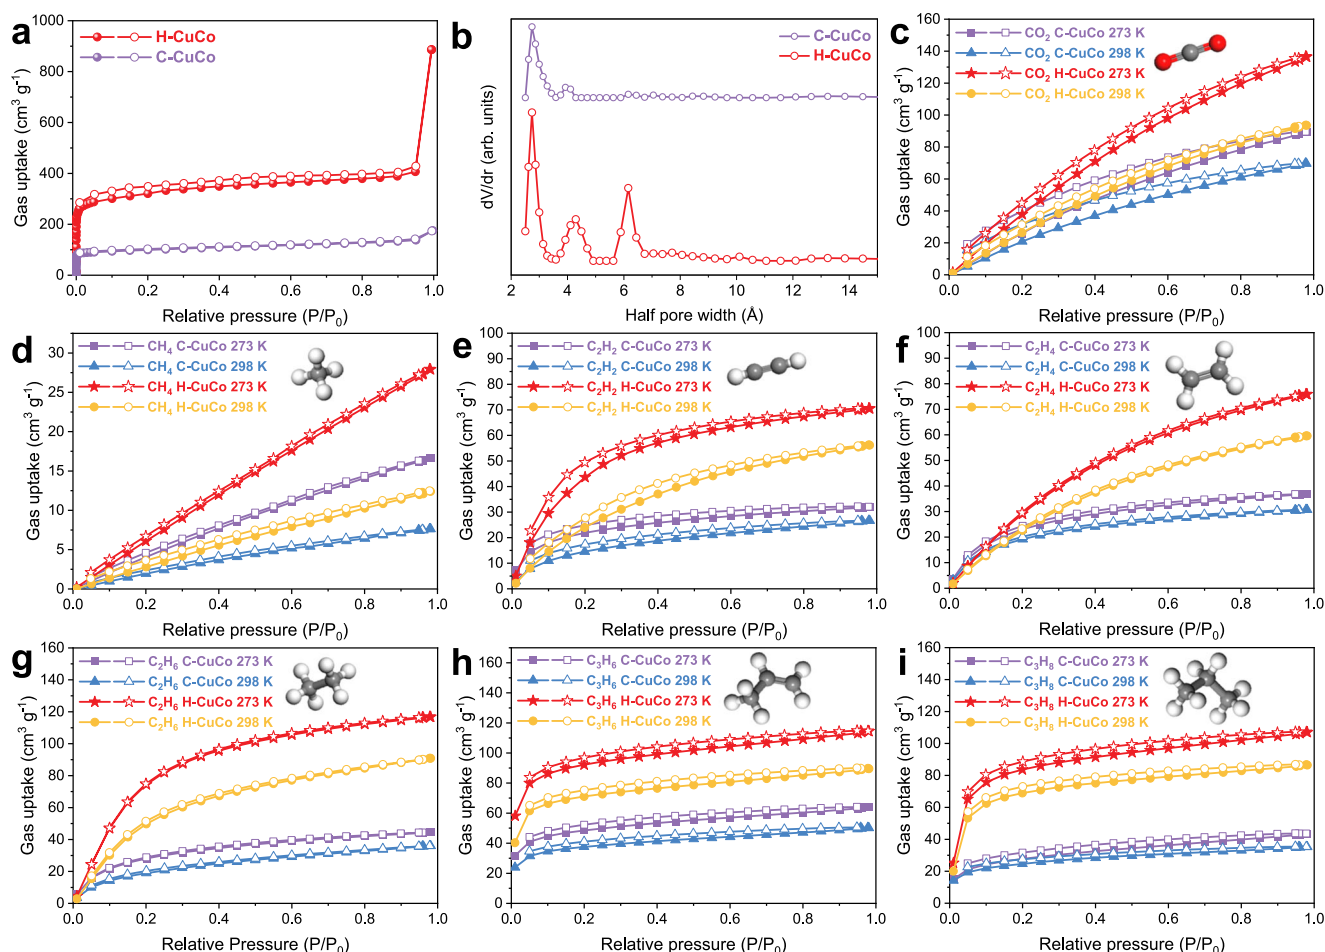 a
H-CuCo
C-CuCo
Gas uptake (cm³ g⁻¹)
1000
800
600
400
200
0
0.0 0.2 0.4 0.6 0.8 1.0
Relative pressure (P/P₀)
b
C-CuCo
H-CuCo
dV/dr (arb. units)
2 4 6 8 10 12 14
Half pore width (Å)
c
CO₂ C-CuCo 273 K
CO₂ C-CuCo 298 K
CO₂ H-CuCo 273 K
CO₂ H-CuCo 298 K
Gas uptake (cm³ g⁻¹)
160
140
120
100
80
60
40
20
0
0.0 0.2 0.4 0.6 0.8 1.0
Relative pressure (P/P₀)
d
CH₄ C-CuCo 273 K
CH₄ C-CuCo 298 K
CH₄ H-CuCo 273 K
CH₄ H-CuCo 298 K
Gas uptake (cm³ g⁻¹)
30
25
20
15
10
5
0
0.0 0.2 0.4 0.6 0.8 1.0
Relative pressure (P/P₀)
e
C₂H₂ C-CuCo 273 K
C₂H₂ C-CuCo 298 K
C₂H₂ H-CuCo 273 K
C₂H₂ H-CuCo 298 K
Gas uptake (cm³ g⁻¹)
100
90
80
70
60
50
40
30
20
10
0
0.0 0.2 0.4 0.6 0.8 1.0
Relative pressure (P/P₀)
f
C₂H₄ C-CuCo 273 K
C₂H₄ C-CuCo 298 K
C₂H₄ H-CuCo 273 K
C₂H₄ H-CuCo 298 K
Gas uptake (cm³ g⁻¹)
100
90
80
70
60
50
40
30
20
10
0
0.0 0.2 0.4 0.6 0.8 1.0
Relative pressure (P/P₀)
g
C₂H₆ C-CuCo 273 K
C₂H₆ C-CuCo 298 K
C₂H₆ H-CuCo 273 K
C₂H₆ H-CuCo 298 K
Gas uptake (cm³ g⁻¹)
160
140
120
100
80
60
40
20
0
0.0 0.2 0.4 0.6 0.8 1.0
Relative Pressure (P/P₀)
h
C₃H₆ C-CuCo 273 K
C₃H₆ C-CuCo 298 K
C₃H₆ H-CuCo 273 K
C₃H₆ H-CuCo 298 K
Gas uptake (cm³ g⁻¹)
160
140
120
100
80
60
40
20
0
0.0 0.2 0.4 0.6 0.8 1.0
Relative pressure (P/P₀)
i
C₃H₈ C-CuCo 273 K
C₃H₈ C-CuCo 298 K
C₃H₈ H-CuCo 273 K
C₃H₈ H-CuCo 298 K
Gas uptake (cm³ g⁻¹)
160
140
120
100
80
60
40
20
0
0.0 0.2 0.4 0.6 0.8 1.0
Relative pressure (P/P₀)